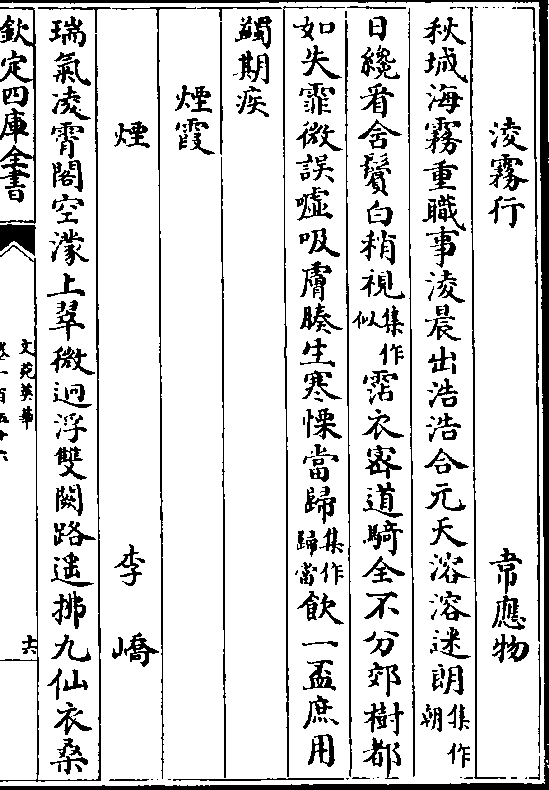 淩霧行　韋應物
秋城海霧重職事淩晨出浩浩合元天溶溶迷朗集作朝
日纔看含鬢白稍視集作似霑衣密道騎全不分郊樹都
如失霏微誤噓吸膚腠生寒慄當歸集作歸當飲一盃庶用
蠲期疾
煙霞
煙　李嶠
瑞氣凌霄閣空濛上翠微迥浮雙闕路遥拂九仙衣桑
欽定四庫全書　文苑英華　卷一百五十六　六